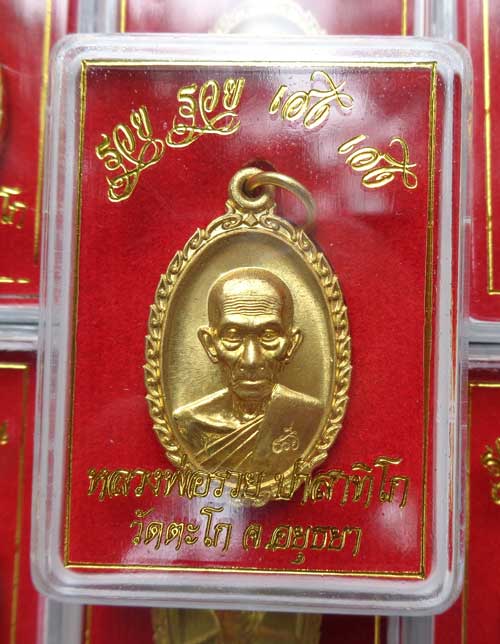 รวย รวย เฮง เฮง
หลวงพ่อรวย ปาสาทิโก
วัดตะโก จ.อยุธยา